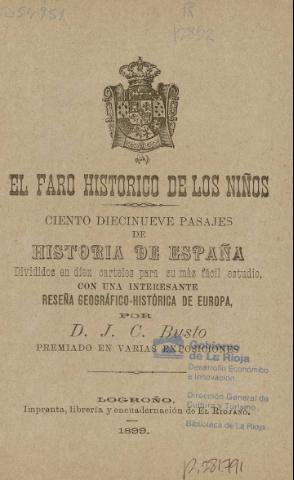 R
EL FARO HISTORICO DE LOS NIÑOS
CIENTO DIECINUEVE PASAJES
DE
HISTORIA DE ESPAÑA
Divididos en diez carteles para su más fácil estudio,
CON UNA INTERESANTE
RESEÑA GEOGRÁFICO-HISTÓRICA DE EUROPA,
POR
D. J. C. Busto
PREMIADO EN VARIAS EXPOSICIONES
Gobierno
de La Rioja
Desarrollo Económico
e Innovación
Dirección General de
Cultura y Turismo
Biblioteca de La Rioja
LOGROÑO.
Imprenta, librería y encuadernación de EL RIOJANO.
1899.
p.281791